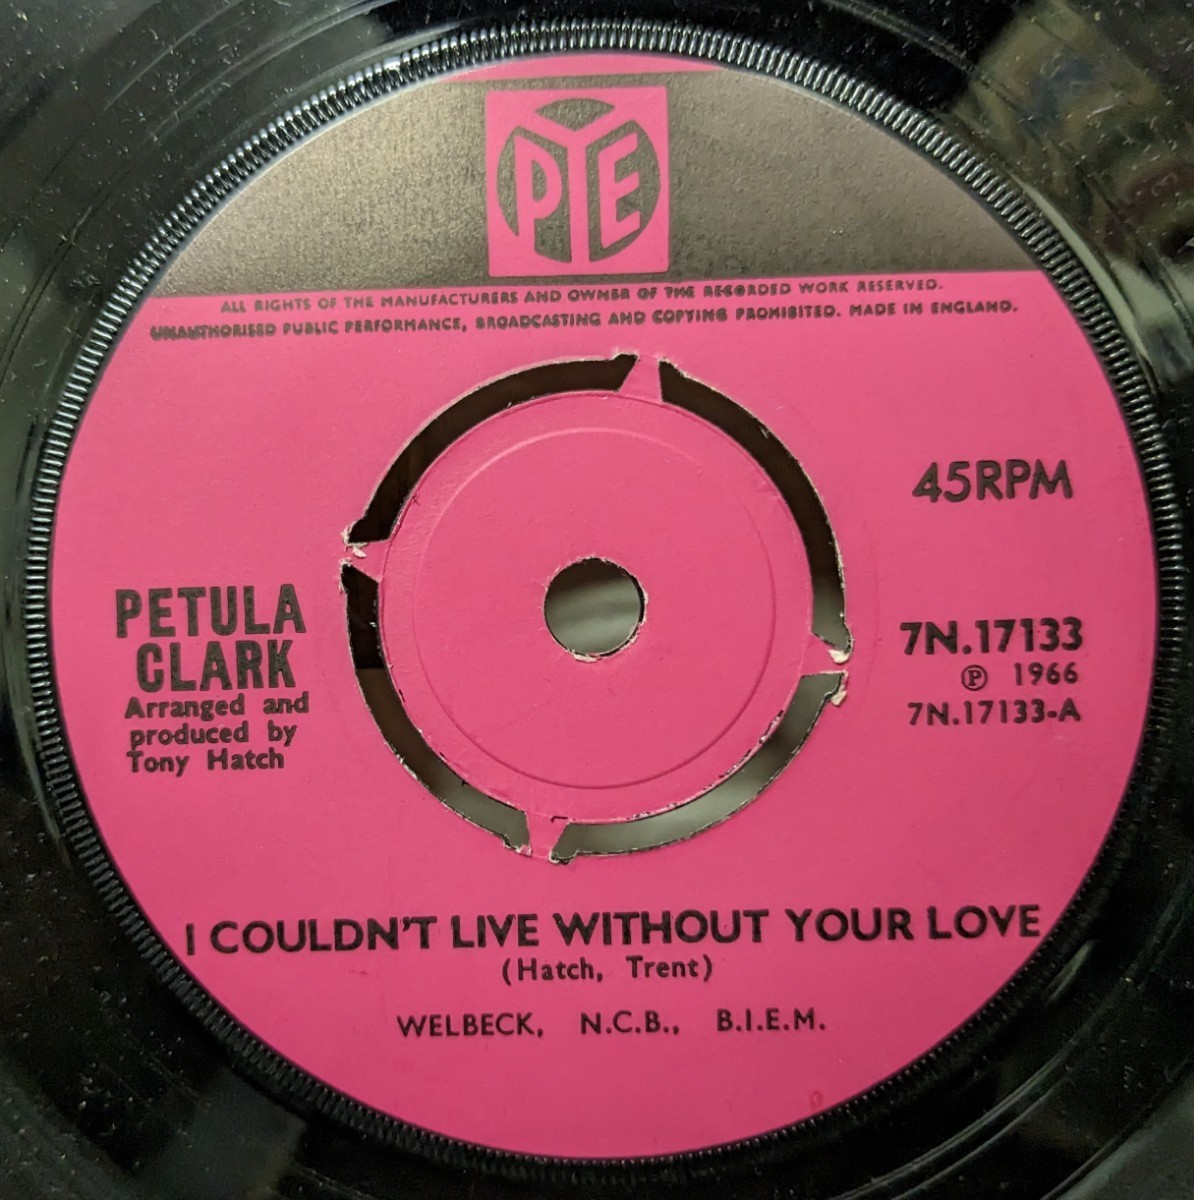 PYE
ALL RIGHTS OF THE MANUFACTURERS AND OWNER OF THE RECORDED WORK RESERVED.
UNAUTHORISED PUBLIC PERFORMANCE, BROADCASTING AND COPYING PROHIBITED. MADE IN ENGLAND.
45RPM
PETULA
CLARK
Arranged and
produced by
Tony Hatch
7N.17133
℗ 1966
7N.17133-A
I COULDN'T LIVE WITHOUT YOUR LOVE
(Hatch, Trent)
WELBECK, N.C.B., B.I.E.M.